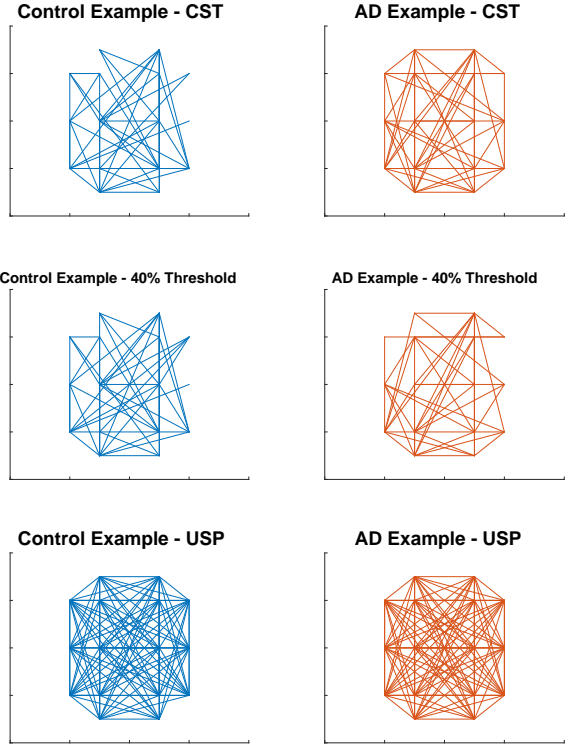 Control Example - CST
AD Example - CST
Control Example - 40% Threshold
AD Example - 40% Threshold
Control Example - USP
AD Example - USP